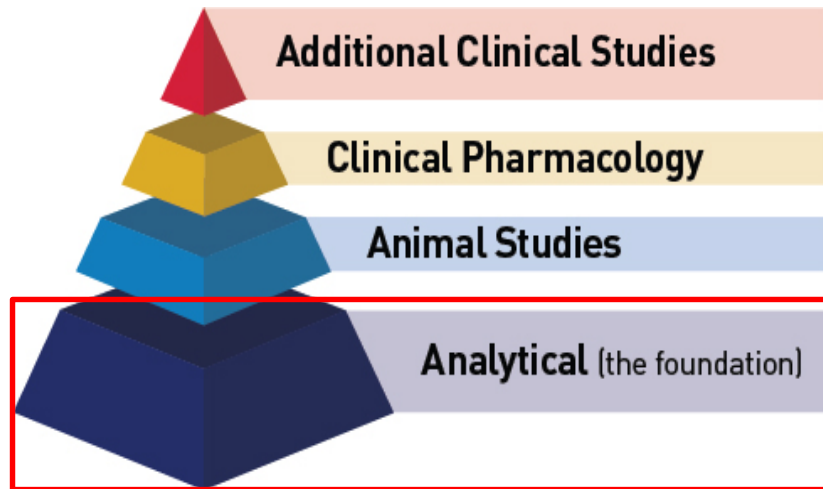 Additional Clinical Studies
Clinical Pharmacology
Animal Studies
Analytical (the foundation)